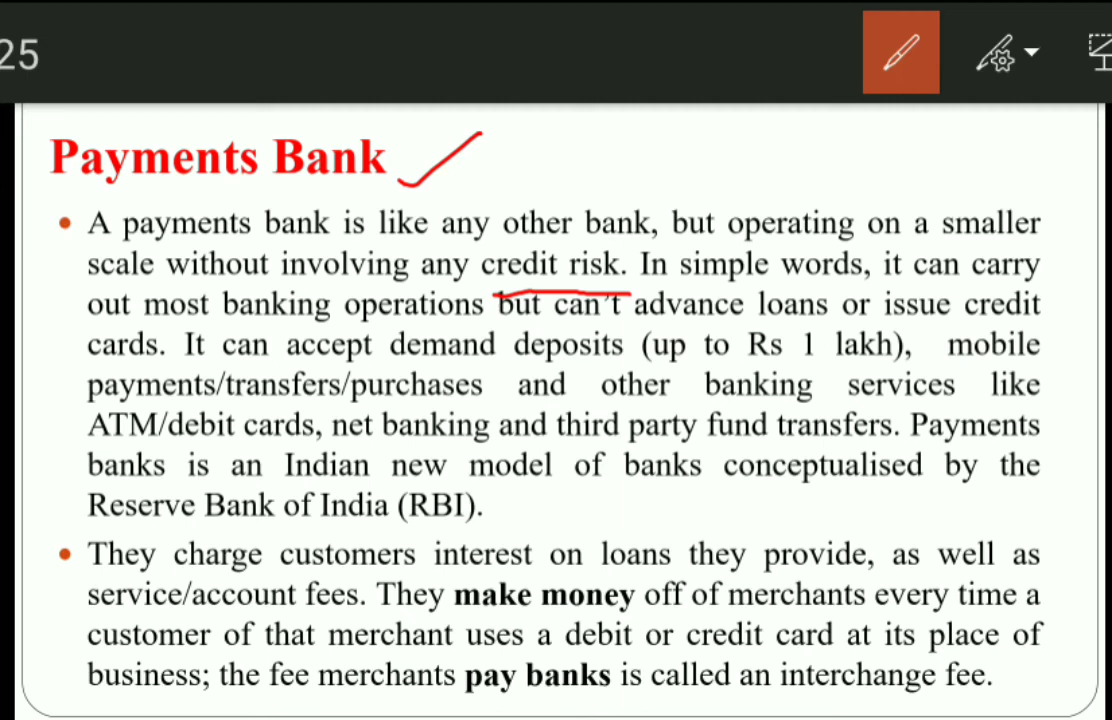 25
Payments Bank
• A payments bank is like any other bank, but operating on a smaller
scale without involving any credit risk. In simple words, it can carry
out most banking operations but can't advance loans or issue credit
cards. It can accept demand deposits (up to Rs 1 lakh), mobile
payments/transfers/purchases and other banking services like
ATM/debit cards, net banking and third party fund transfers. Payments
banks is an Indian new model of banks conceptualised by the
Reserve Bank of India (RBI).
• They charge customers interest on loans they provide, as well as
service/account fees. They make money off of merchants every time a
customer of that merchant uses a debit or credit card at its place of
business; the fee merchants pay banks is called an interchange fee.